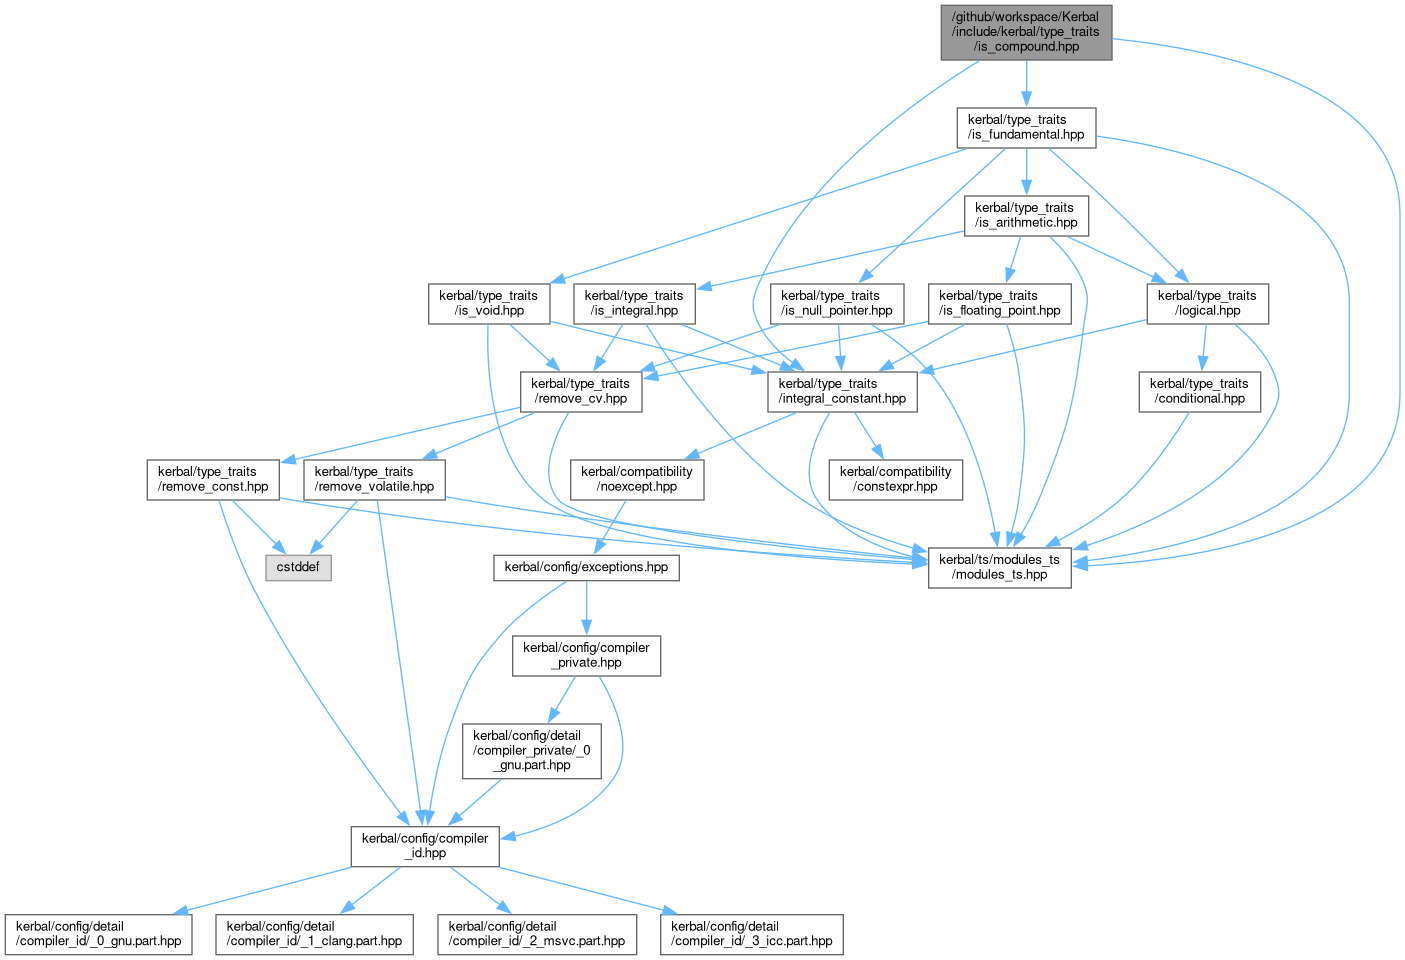 /github/workspace/Kerbal
/include/kerbal/type_traits
/is_compound.hpp
kerbal/type_traits
/is_fundamental.hpp
kerbal/type_traits
/is_arithmetic.hpp
kerbal/type_traits
/is_void.hpp
kerbal/type_traits
/is_integral.hpp
kerbal/type_traits
/is_null_pointer.hpp
kerbal/type_traits
/is_floating_point.hpp
kerbal/type_traits
/logical.hpp
kerbal/type_traits
/remove_cv.hpp
kerbal/type_traits
/integral_constant.hpp
kerbal/type_traits
/conditional.hpp
kerbal/type_traits
/remove_const.hpp
kerbal/type_traits
/remove_volatile.hpp
kerbal/compatibility
/noexcept.hpp
kerbal/compatibility
/constexpr.hpp
cstddef
kerbal/config/exceptions.hpp
kerbal/ts/modules_ts
/modules_ts.hpp
kerbal/config/compiler
_private.hpp
kerbal/config/detail
/compiler_private/_0
_gnu.part.hpp
kerbal/config/compiler
_id.hpp
kerbal/config/detail
/compiler_id/_0_gnu.part.hpp
kerbal/config/detail
/compiler_id/_1_clang.part.hpp
kerbal/config/detail
/compiler_id/_2_msvc.part.hpp
kerbal/config/detail
/compiler_id/_3_icc.part.hpp